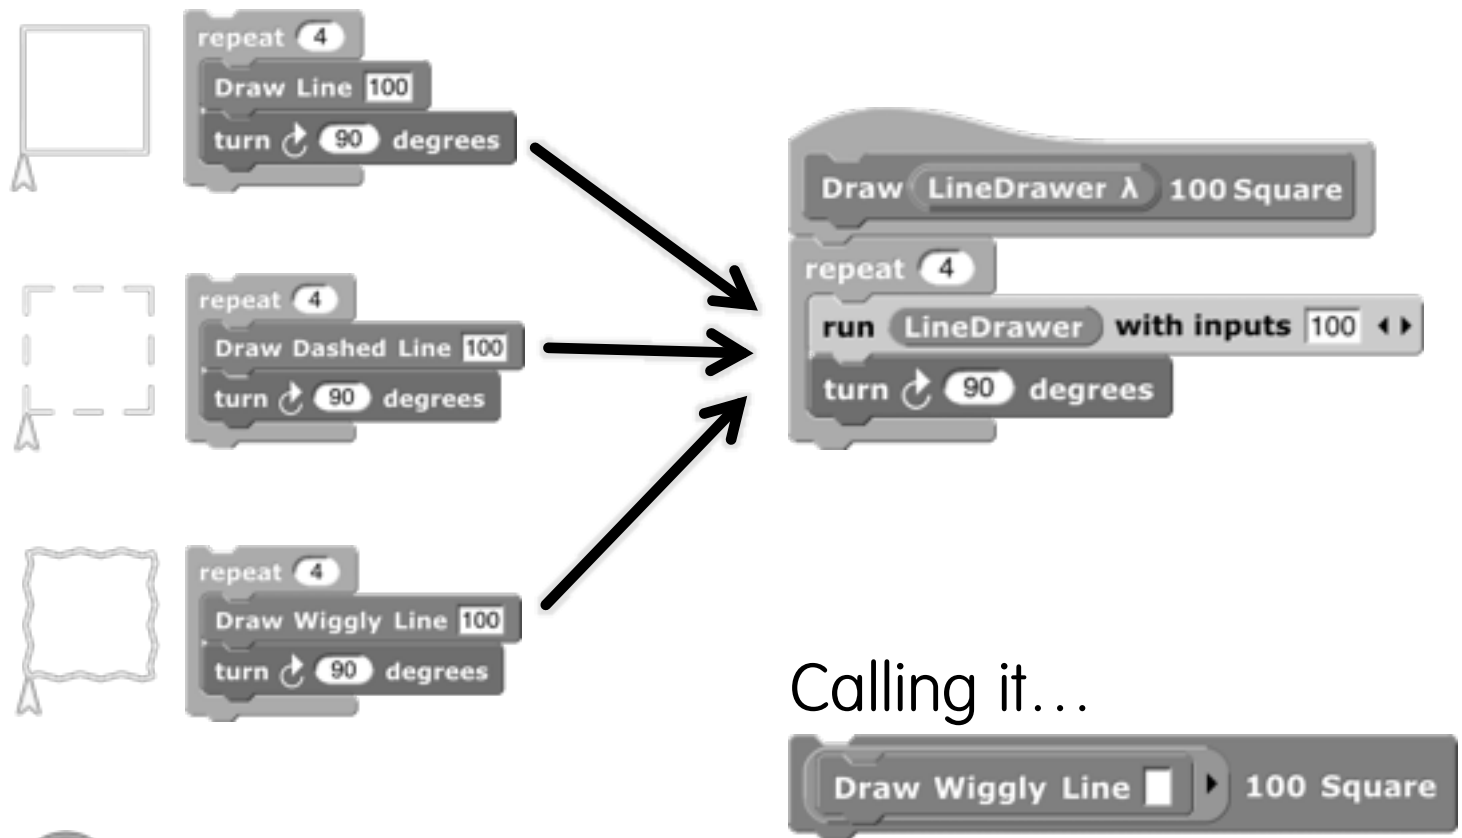 repeat 4
Draw Line 100
turn 90 degrees
repeat 4
Draw Dashed Line 100
turn 90 degrees
repeat 4
Draw Wiggly Line 100
turn 90 degrees
Draw LineDrawer λ 100 Square
repeat 4
run LineDrawer with inputs 100
turn 90 degrees
Calling it...
Draw Wiggly Line 100 Square